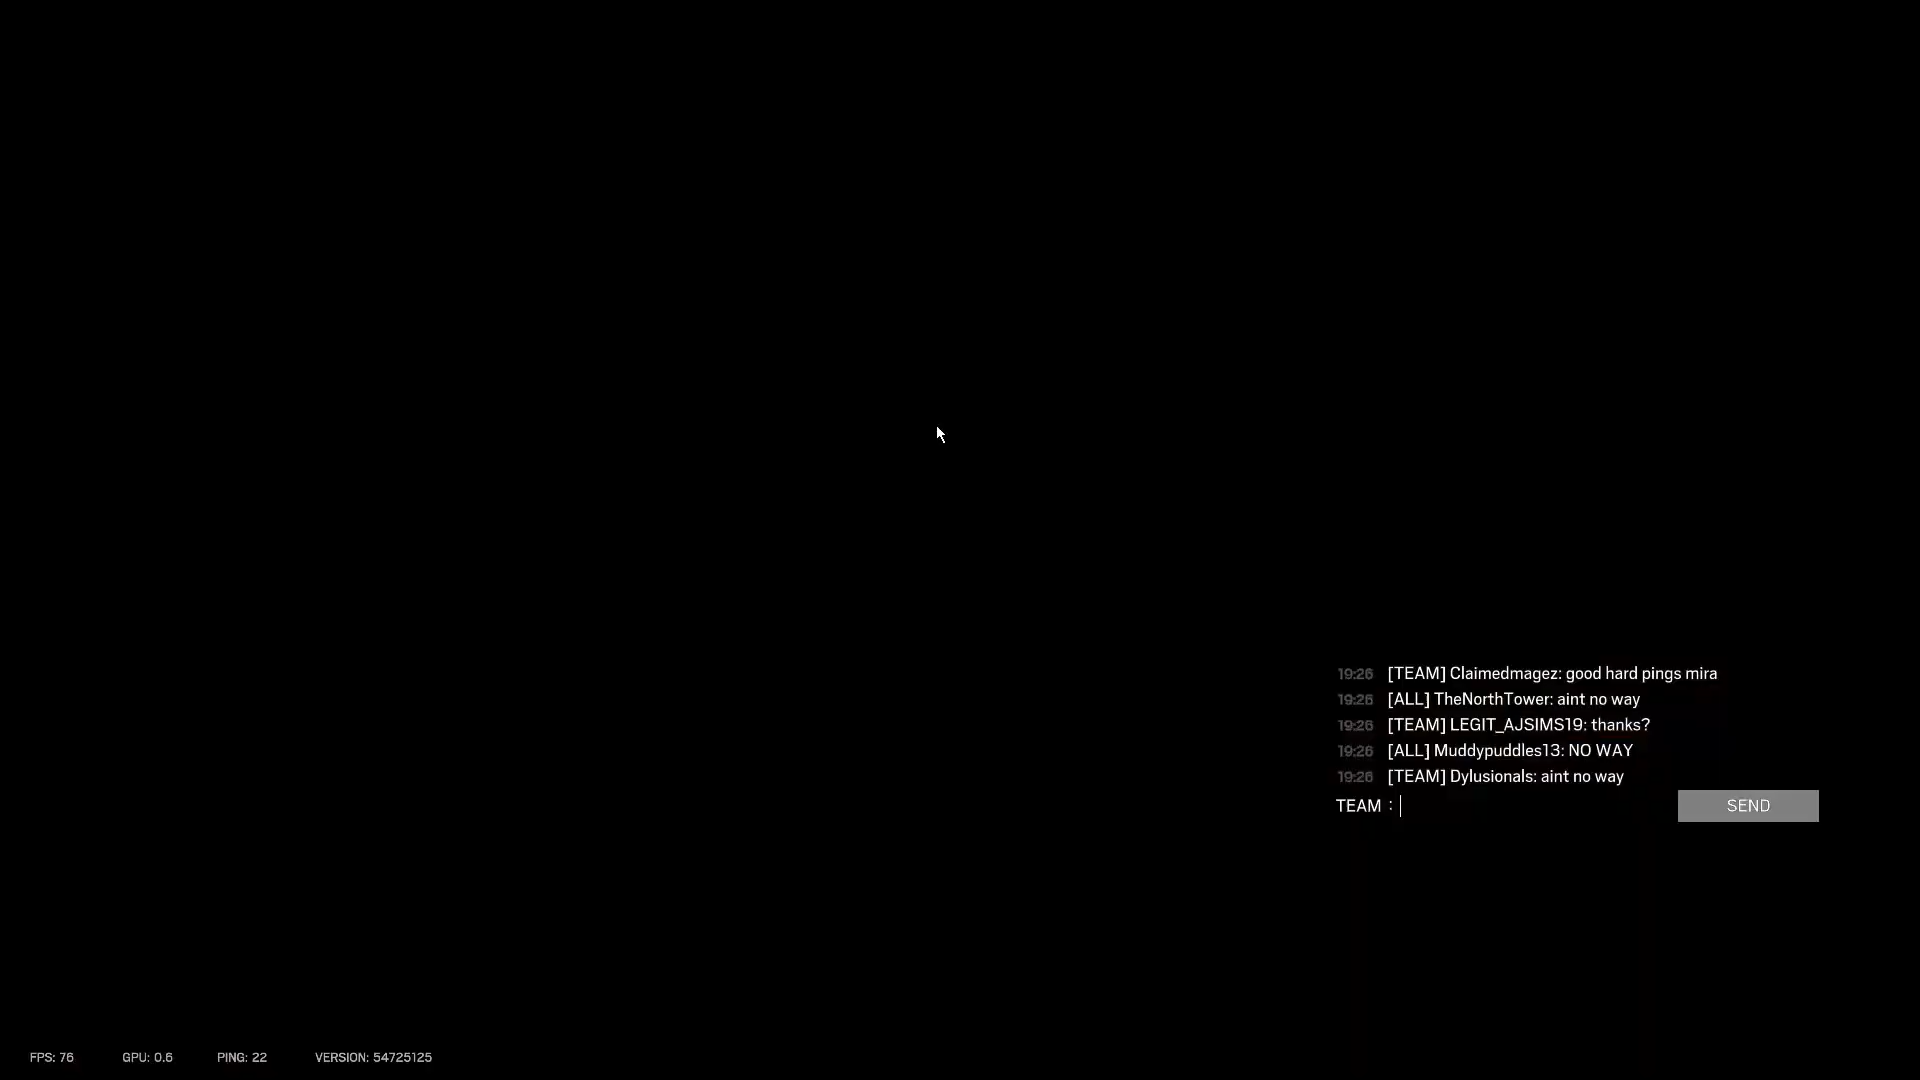 19:26 [TEAM] Claimedmagez: good hard pings mira
19:26 [ALL] TheNorthTower: aint no way
19:26 [TEAM] LEGIT_AJSIMS19: thanks?
19:26 [ALL] Muddypuddles13: NO WAY
19:26 [TEAM] Dylusionals: aint no way
TEAM : SEND
FPS: 76 GPU: 0.6 PING: 22 VERSION: 54725125